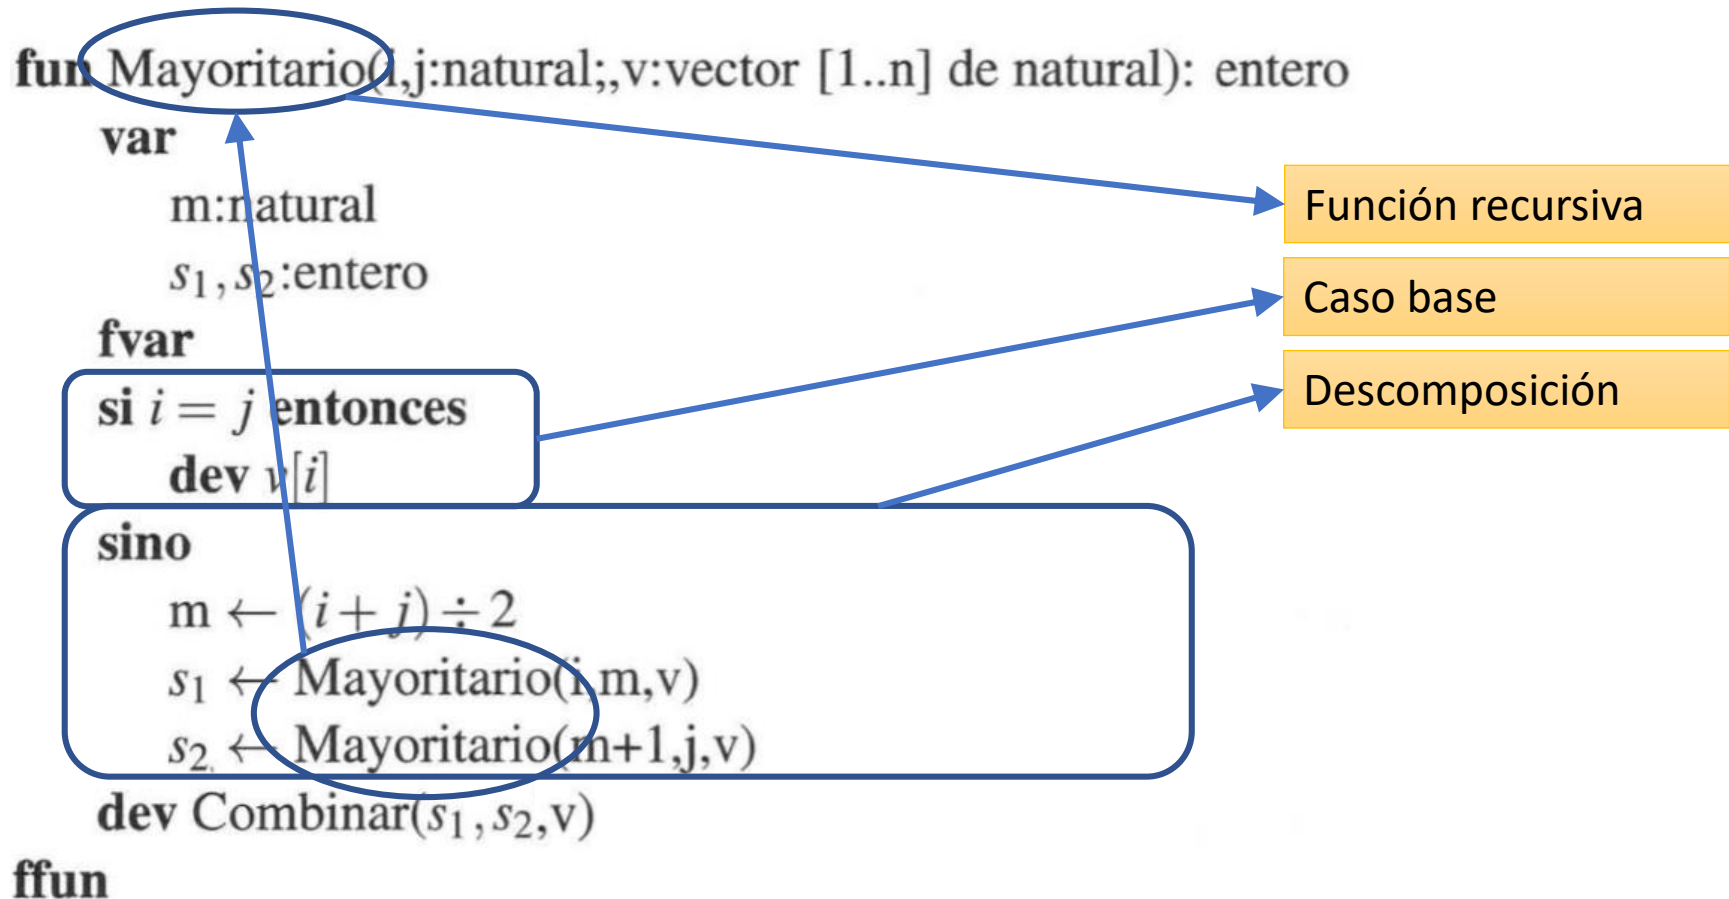 fun Mayoritario(i,j:natural;,v:vector [1..n] de natural): entero
var
m:natural
s₁,s₂:entero
fvar
si i = j entonces
dev v[i]
sino
m ← (i + j) ÷ 2
s₁ ← Mayoritario(i,m,v)
s₂ ← Mayoritario(m+1,j,v)
dev Combinar(s₁,s₂,v)
ffun
Función recursiva
Caso base
Descomposición